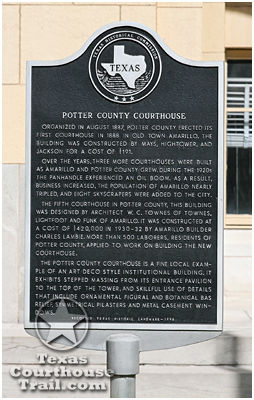 TEXAS HISTORICAL COMMISSION
TEXAS
POTTER COUNTY COURTHOUSE
ORGANIZED IN AUGUST 1887, POTTER COUNTY ERECTED ITS
FIRST COURTHOUSE IN 1888 IN OLD TOWN AMARILLO. THE
BUILDING WAS CONSTRUCTED BY MAYS, HIGHTOWER, AND
JACKSON FOR A COST OF
OVER THE YEARS, THREE MORE COURTHOUSES WERE BUILT
AS AMARILLO AND POTTER COUNTY GREW. DURING THE 1920s
THE PANHANDLE EXPERIENCED AN OIL BOOM. AS A RESULT,
BUSINESS INCREASED, THE POPULATION OF AMARILLO NEARLY
TRIPLED, AND EIGHT SKYSCRAPERS WERE ADDED TO THE CITY.
THE FIFTH COURTHOUSE IN POTTER COUNTY, THIS BUILDING
WAS DESIGNED BY ARCHITECT W. C. TOWNES OF TOWNES,
LIGHTFOOT AND FUNK OF AMARILLO. IT WAS CONSTRUCTED AT
A COST OF $420,000 IN 1930-32 BY AMARILLO BUILDER
CHARLES LAMBIE. MORE THAN 500 LABORERS, RESIDENTS OF
POTTER COUNTY, APPLIED TO WORK ON BUILDING THE NEW
COURTHOUSE.
THE POTTER COUNTY COURTHOUSE IS A FINE LOCAL EXAM-
PLE OF AN ART DECO STYLE INSTITUTIONAL BUILDING. IT
EXHIBITS STEPPED MASSING FROM ITS ENTRANCE PAVILION
TO THE TOP OF THE TOWER, AND SKILLFUL USE OF DETAILS
THAT INCLUDE ORNAMENTAL FIGURAL AND BOTANICAL BAS
RELIEF, SYMETRICAL PILASTERS AND METAL CASEMENT WIN-
DOWS.
RECORDED TEXAS HISTORIC LANDMARK
Texas
Courthouse
Trail.com